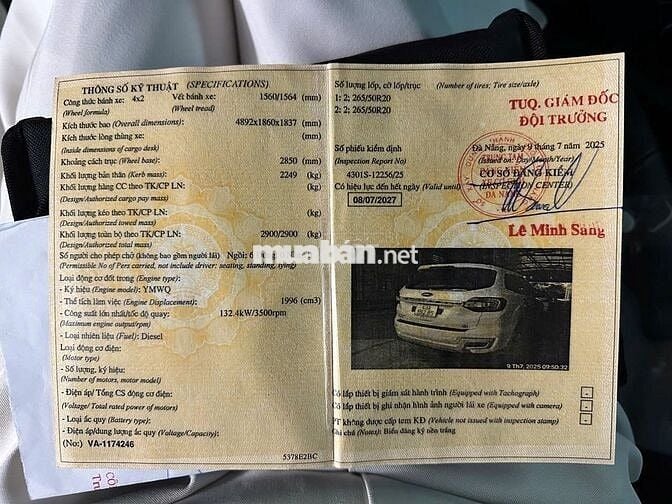 THÔNG SỐ KỸ THUẬT (SPECIFICATIONS)
Công thức bánh xe: 4x2 Vết bánh xe: 1560/1564 (mm)
(Wheel formula) (Wheel tread)
Kích thước bao (Overall dimensions): 4892x1860x1837 (mm)
Kích thước lòng thùng xe: (mm)
(Inside dimensions of cargo desk)
Khoảng cách trục (Wheel base): 2850 (mm)
Khối lượng bản thân (Kerb mass): 2249 (kg)
Khối lượng hàng CC theo TK/CP LN: (kg)
(Design/Authorized cargo pay mass)
Khối lượng kéo theo TK/CP LN: (kg)
(Design/Authorized towed mass)
Khối lượng toàn bộ theo TK/CP LN: 2900/2900 (kg)
(Design/Authorized total mass)
Số người cho phép chở (không bao gồm người lái) Ngồi:
(Permissible No of Pers carried, not include driver: seating, standing, lying)
Loại động cơ đốt trong (Engine type):
- Ký hiệu (Engine model): YMWQ
- Thể tích làm việc (Engine Displacement): 1996 (cm3)
- Công suất lớn nhất/tốc độ quay: 132.4kW/3500rpm
(Maximum engine output/rpm)
- Loại nhiên liệu (Fuel): Diesel
Loại động cơ điện:
(Motor type)
- Số lượng, ký hiệu:
(Number of motors, motor model)
- Điện áp/ Tổng CS động cơ điện:
(Voltage/ Total rated power of motors)
- Loại ắc quy (Battery type):
- Điện áp/dung lượng ắc quy (Voltage/Capacity):
(No): VA-1174246
5378E2BC
Số lượng lốp, cỡ lốp/trục (Number of tires; Tire size/axle)
1: 2; 265/50R20
2: 2; 265/50R20
TUQ. GIÁM ĐỐC
ĐỘI TRƯỞNG
Số phiếu kiểm định Đà Nẵng, ngày 9 tháng 7 năm 2025
(Inspection Report No) (Issued on: Day/Month/Year)
4301S-12256/25 CƠ SỞ ĐĂNG KIỂM
Có hiệu lực đến hết ngày (Valid until) (INSPECTION CENTER)
08/07/2027
Lê Minh Sang
muaban.net
9 Th7, 2025 09:50:32
Có lắp thiết bị giám sát hành trình (Equipped with Tachograph)
Có lắp thiết bị ghi nhận hình ảnh người lái xe (Equipped with camera)
PT không được cấp tem KĐ (Vehicle not issued with inspection stamp)
Ghi chú (Notes): Biển đăng ký nền trắng